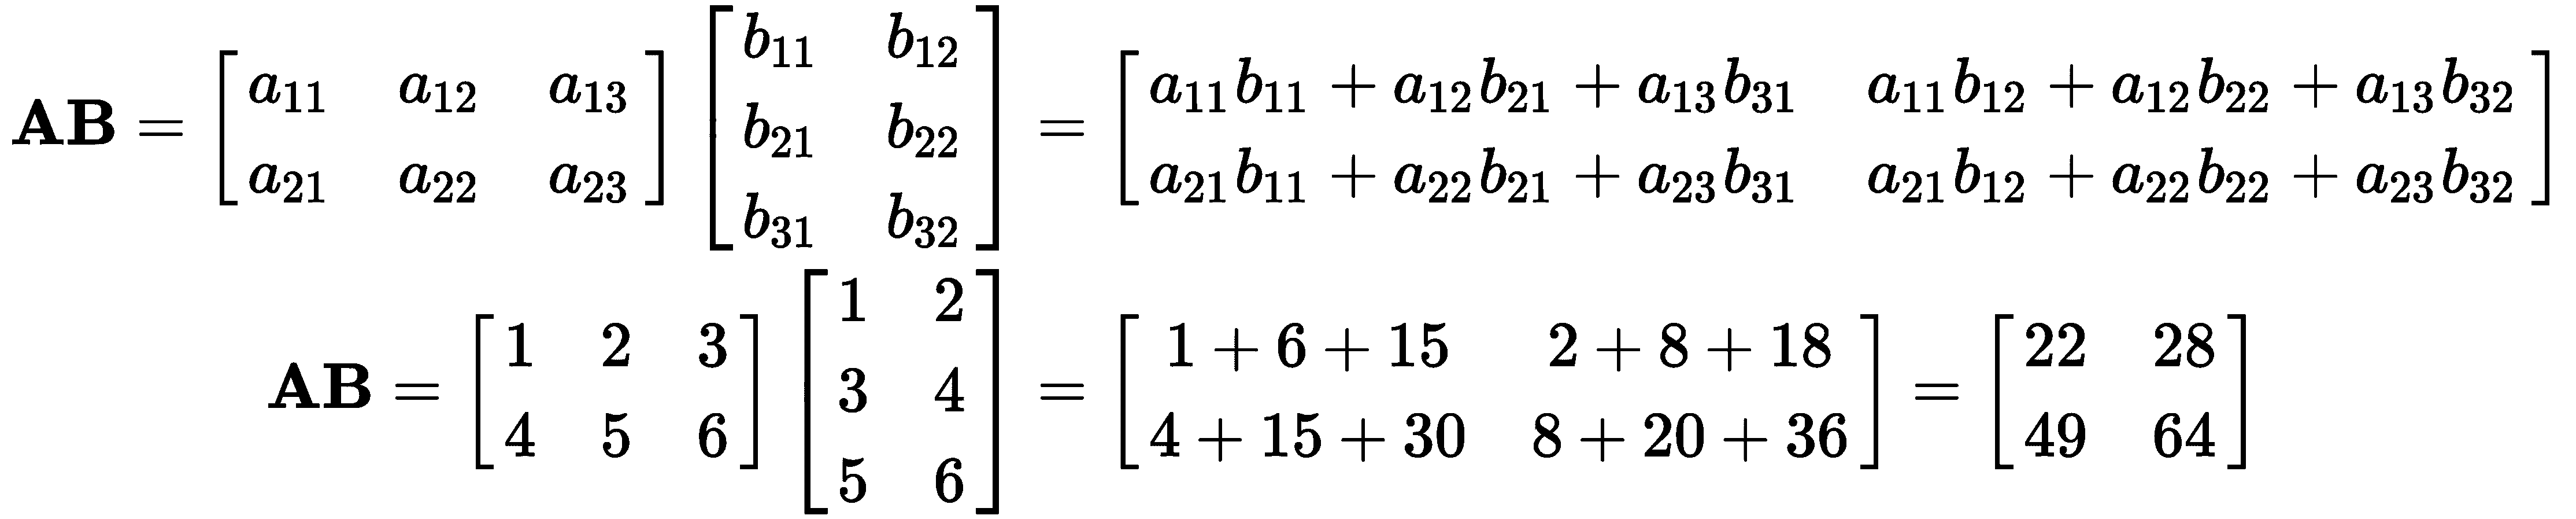 AB = [a₁₁ a₁₂ a₁₃; a₂₁ a₂₂ a₂₃] [b₁₁ b₁₂; b₂₁ b₂₂; b₃₁ b₃₂] = [a₁₁b₁₁ + a₁₂b₂₁ + a₁₃b₃₁ a₁₁b₁₂ + a₁₂b₂₂ + a₁₃b₃₂; a₂₁b₁₁ + a₂₂b₂₁ + a₂₃b₃₁ a₂₁b₁₂ + a₂₂b₂₂ + a₂₃b₃₂]
AB = [1 2 3; 4 5 6] [1 2; 3 4; 5 6] = [1 + 6 + 15 2 + 8 + 18; 4 + 15 + 30 8 + 20 + 36] = [22 28; 49 64]